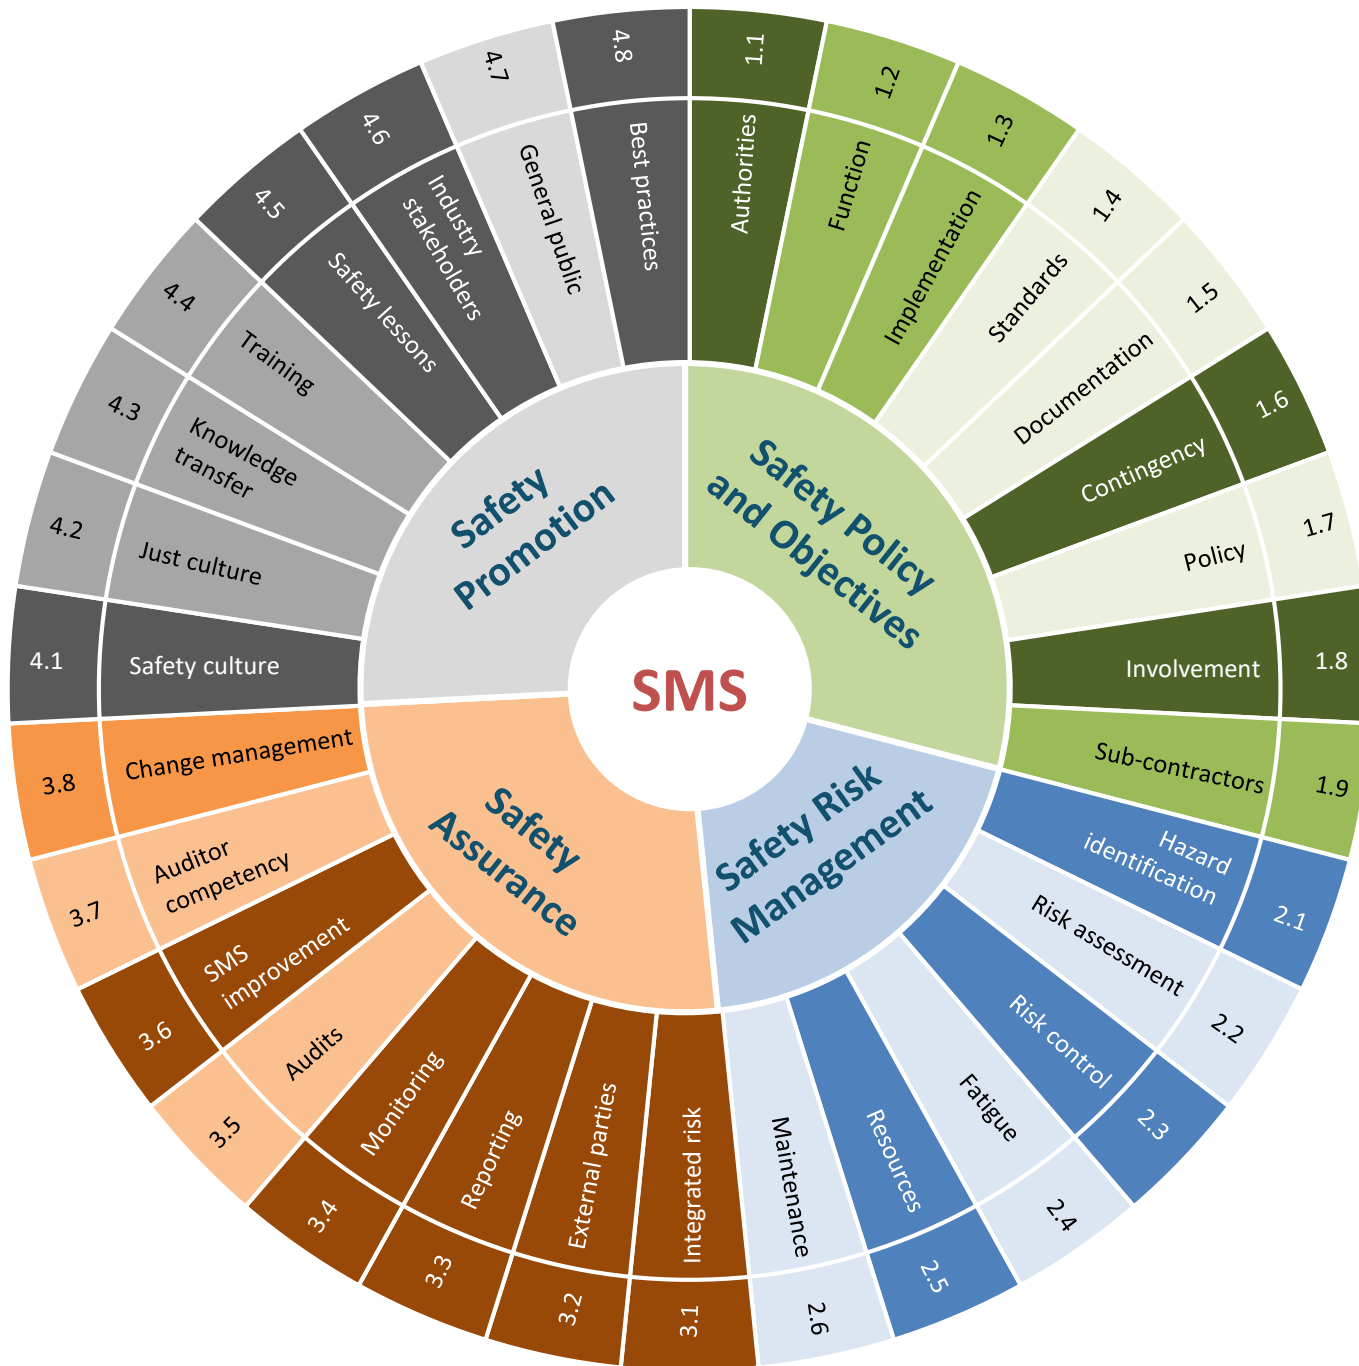 SMS
Safety Policy
and Objectives
1.1
Authorities
1.2
Function
1.3
Implementation
1.4
Standards
1.5
Documentation
1.6
Contingency
1.7
Policy
1.8
Involvement
1.9
Sub-contractors
Safety Risk
Management
2.1
Hazard
identification
2.2
Risk assessment
2.3
Risk control
2.4
Fatigue
2.5
Resources
2.6
Maintenance
Safety
Assurance
3.1
Integrated risk
3.2
External parties
3.3
Reporting
3.4
Monitoring
3.5
Audits
3.6
SMS
improvement
3.7
Auditor
competency
3.8
Change management
Safety
Promotion
4.1
Safety culture
4.2
Just culture
4.3
Knowledge
transfer
4.4
Training
4.5
Safety lessons
4.6
Industry
stakeholders
4.7
General public
4.8
Best practices